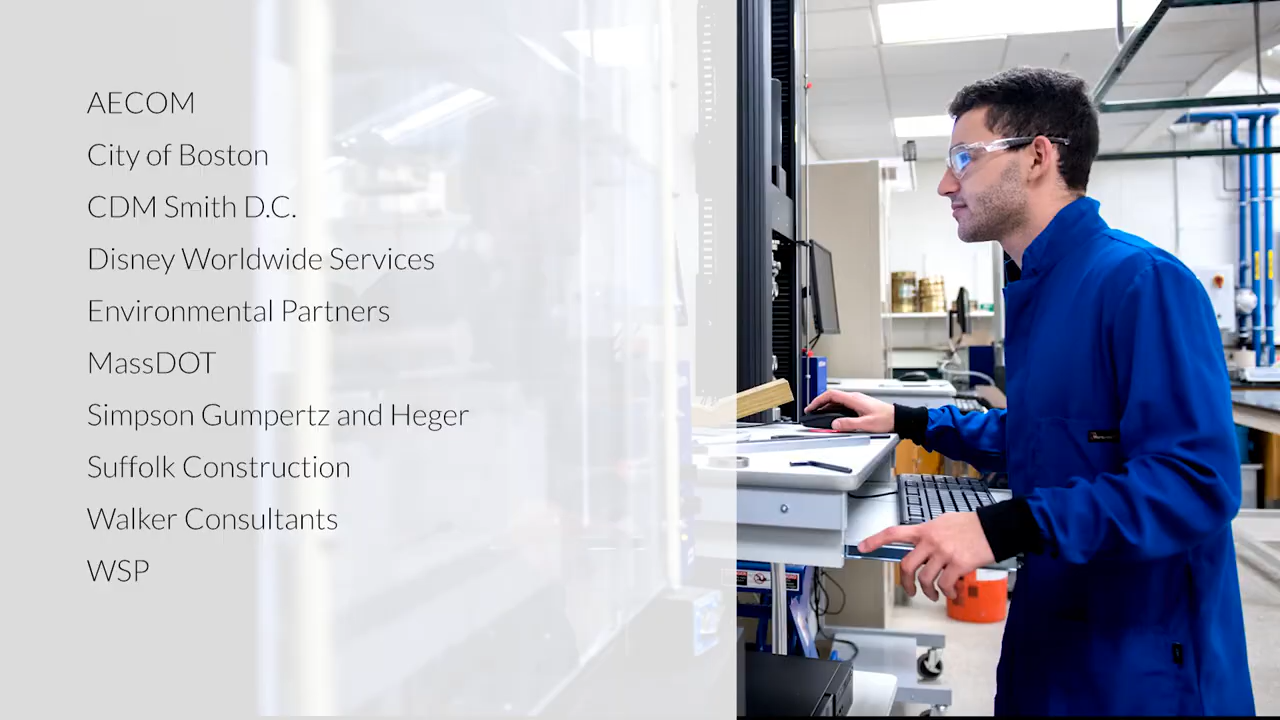 AECOM
City of Boston
CDM Smith D.C.
Disney Worldwide Services
Environmental Partners
MassDOT
Simpson Gumpertz and Heger
Suffolk Construction
Walker Consultants
WSP